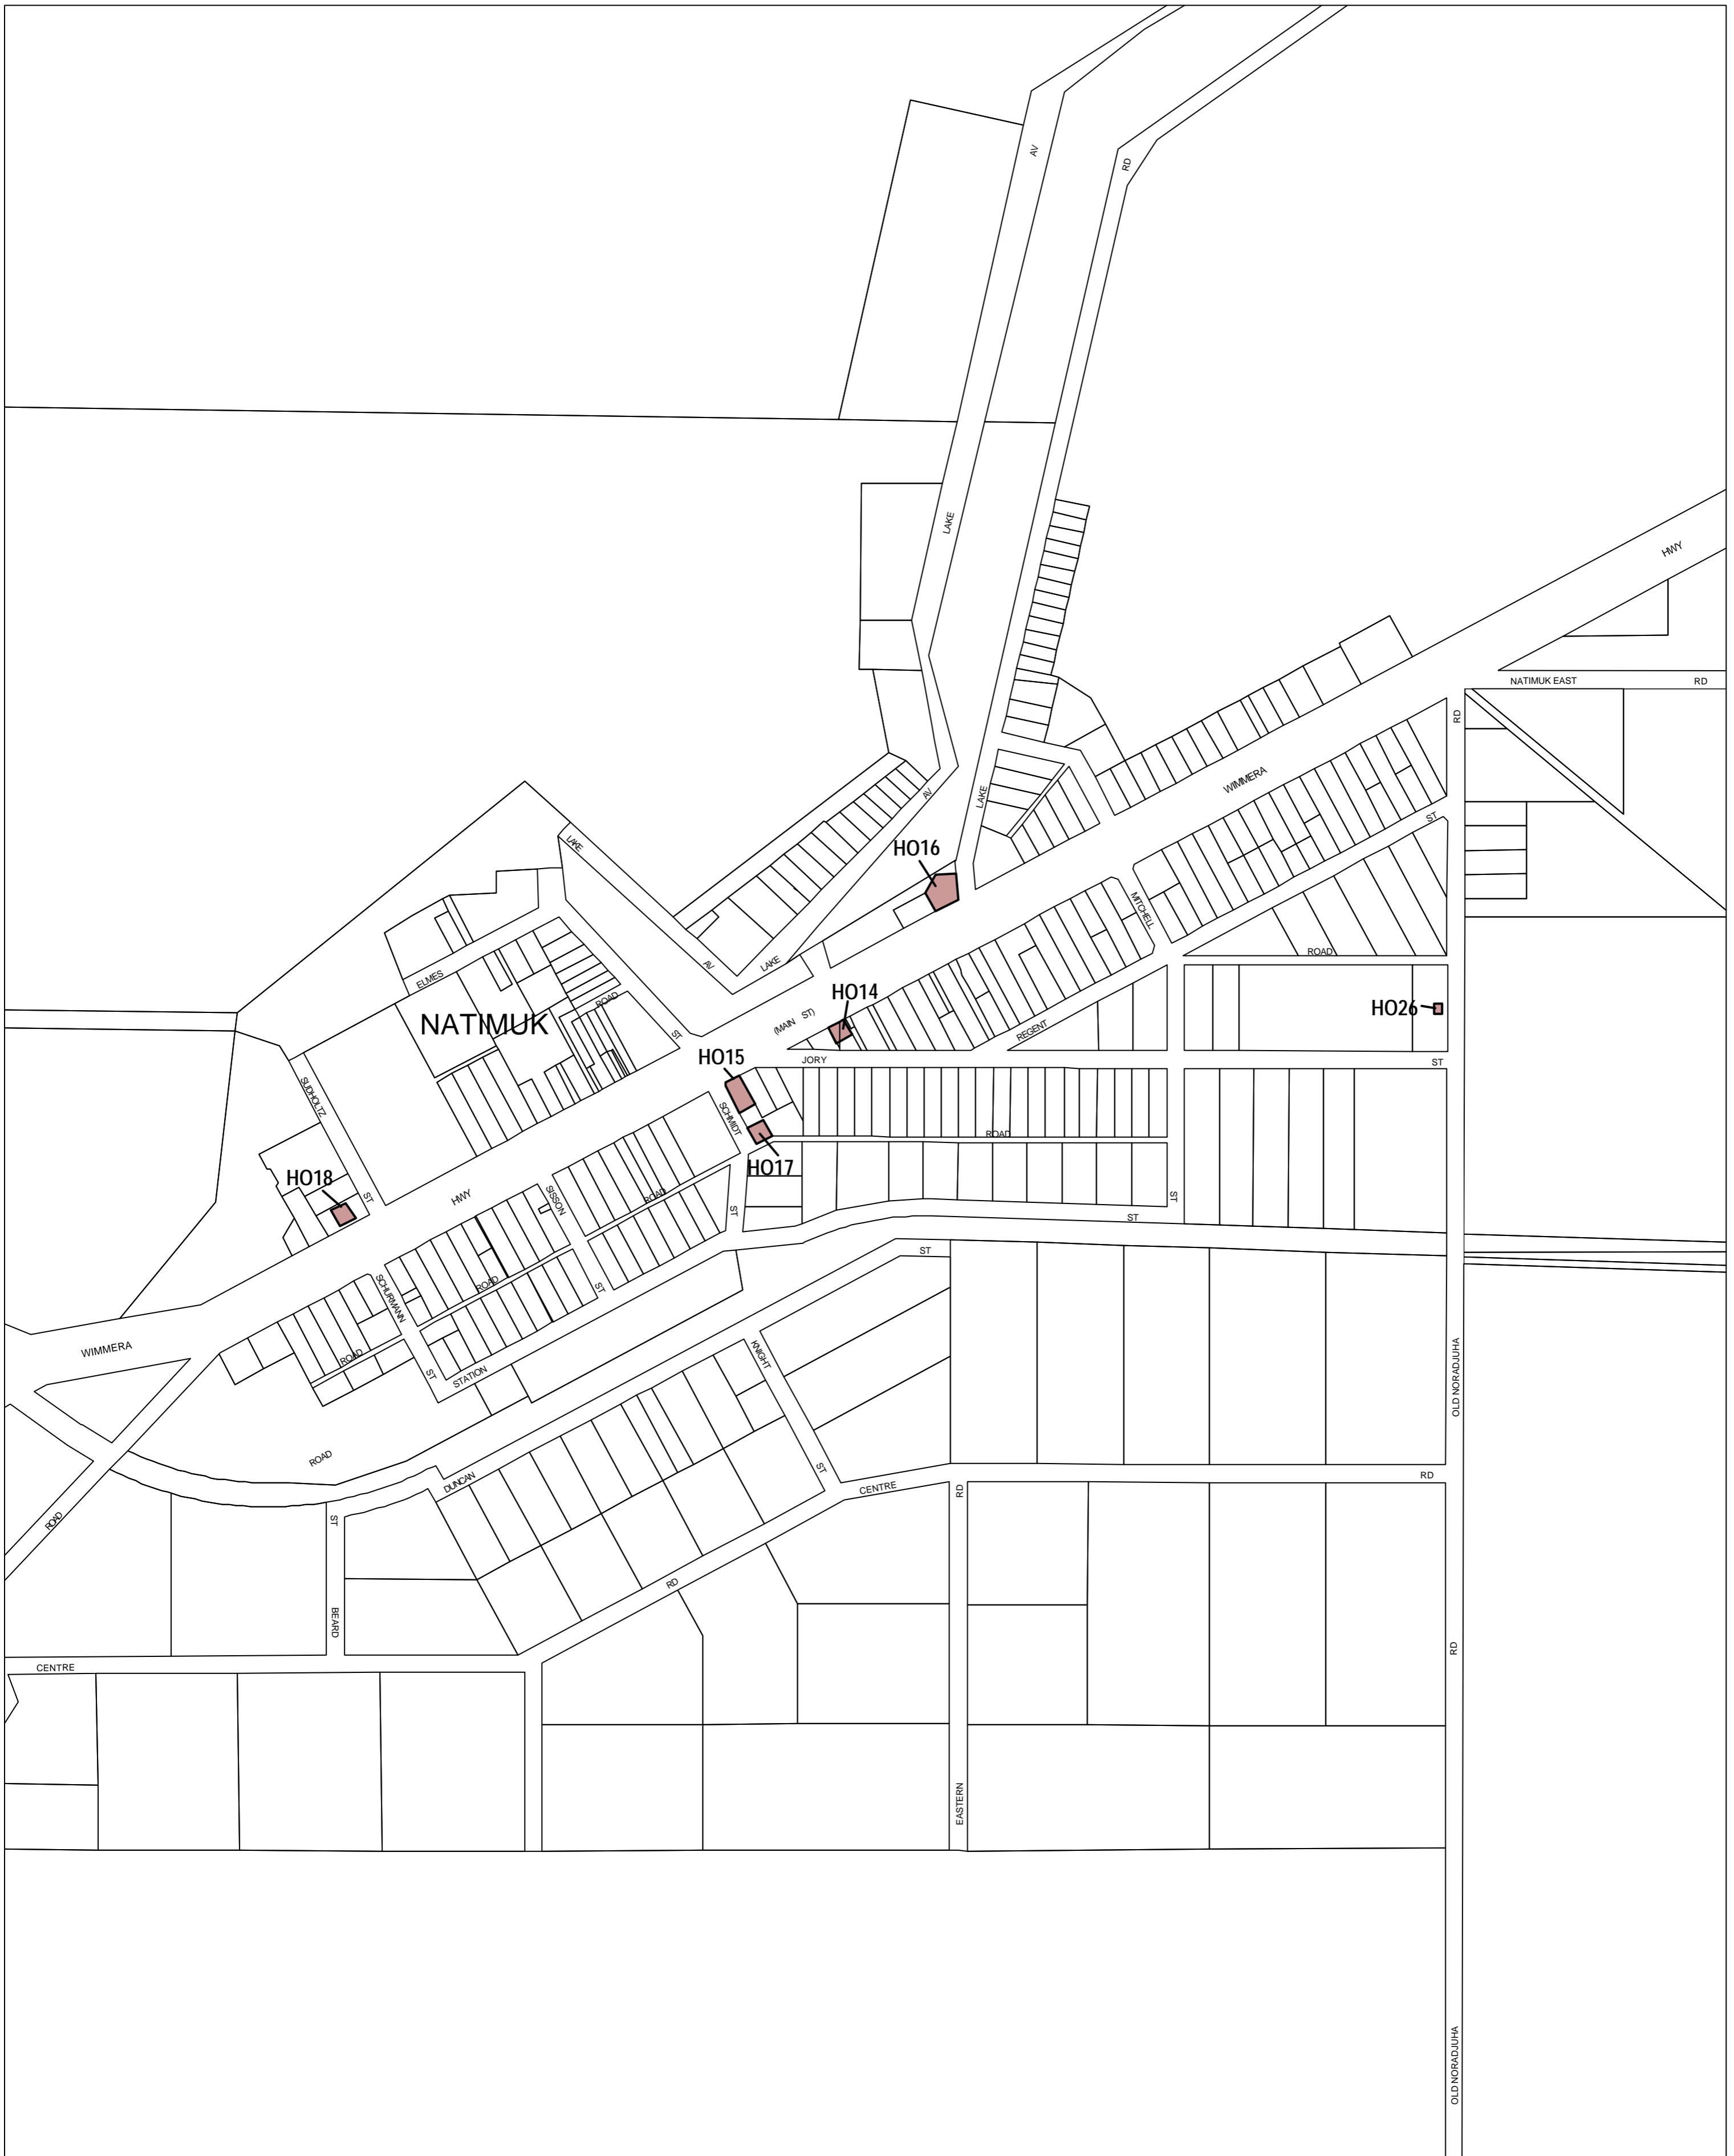 AV
RD
LAKE
HWY
NATIMUK EAST
RD
RD
WIMMERA
LAKE
AV
ST
LAKE
HO16
MITCHELL
ROAD
AV
LAKE
ELMES
ROAD
HO14
HO26
NATIMUK
(MAIN ST)
REGENT
ST
HO15
JORY
ST
SUDHOLTZ
SCHMIDT
ROAD
HO17
HO18
ST
HWY
SISSON
ROAD
ST
ST
ST
ST
SCHURMANN
ROAD
ST
WIMMERA
ROAD
ST
STATION
KNIGHT
OLD NORADJUHA
ROAD
DUNCAN
ST
CENTRE
RD
RD
ROAD
ST
BEARD
RD
CENTRE
RD
EASTERN
OLD NORADJUHA